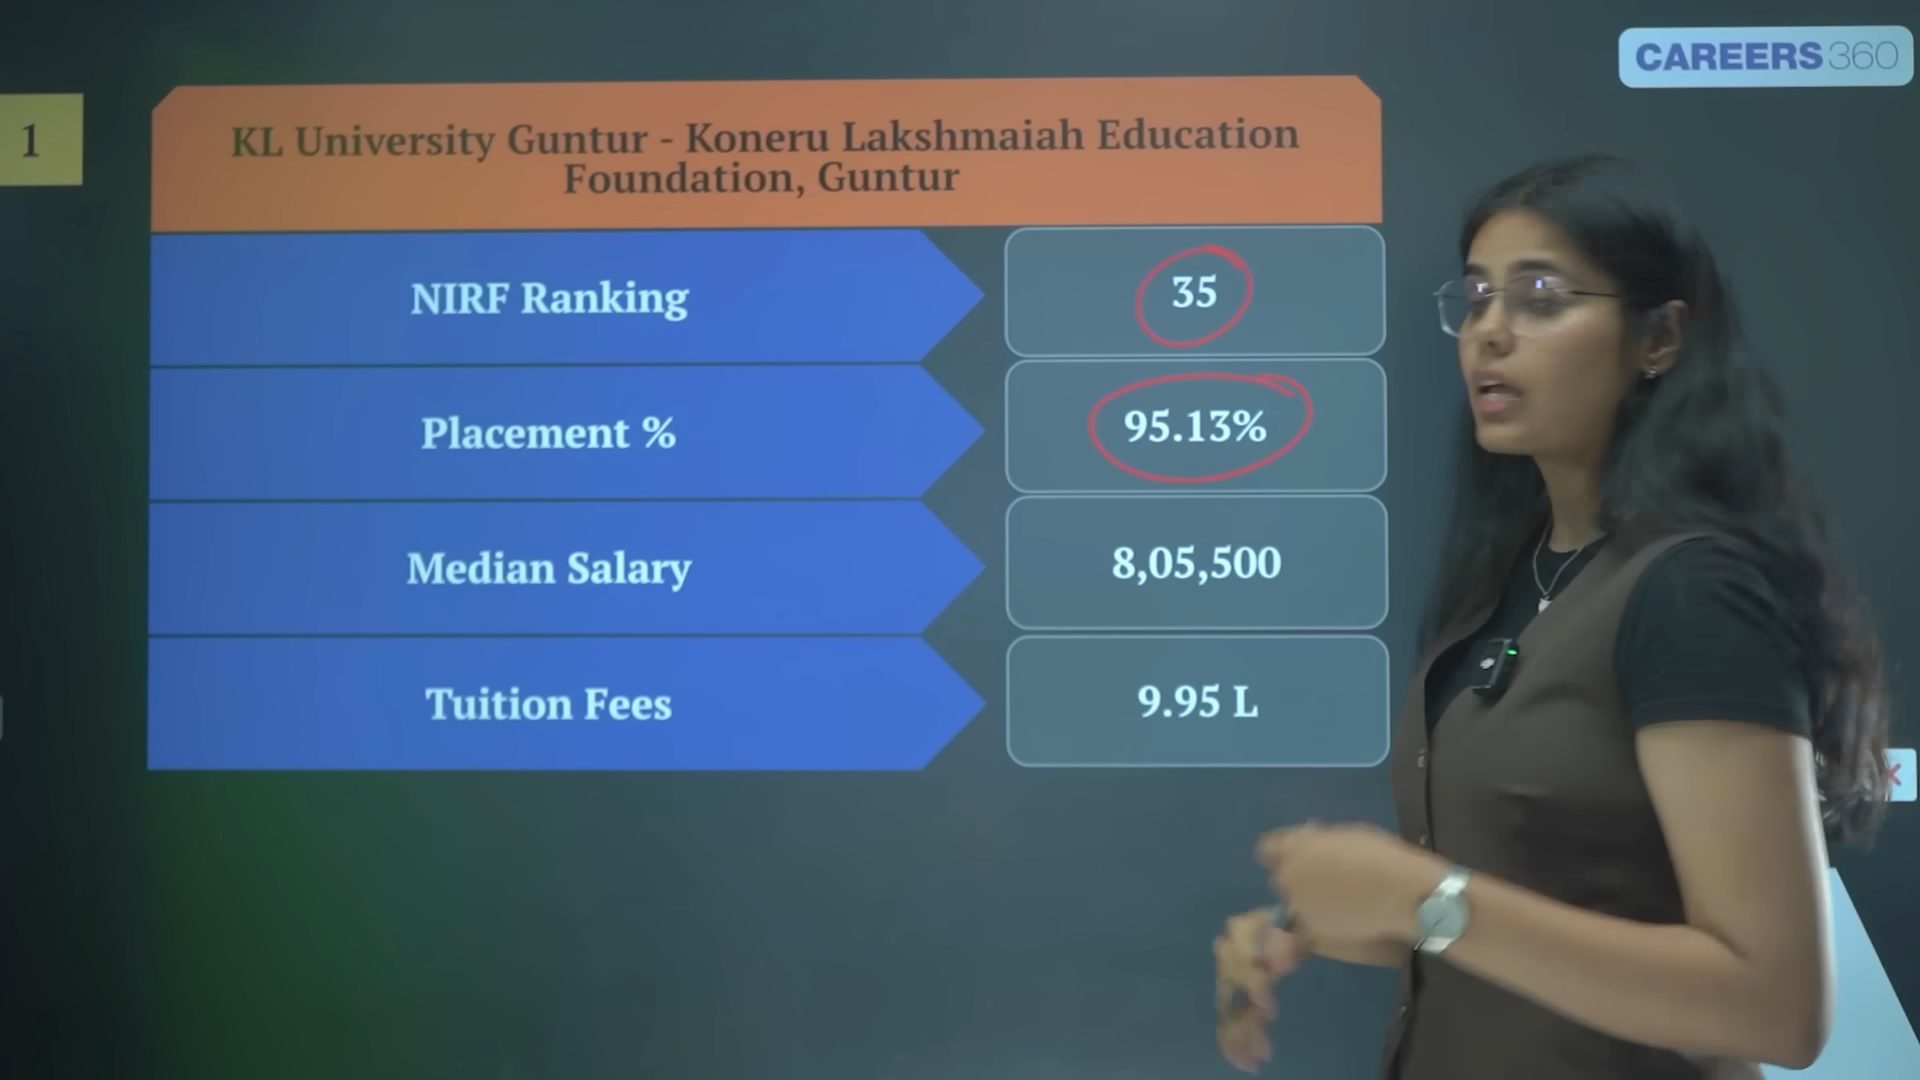 CAREERS360
1
KL University Guntur - Koneru Lakshmaiah Education
Foundation, Guntur
NIRF Ranking
35
Placement %
95.13%
Median Salary
8,05,500
Tuition Fees
9.95 L